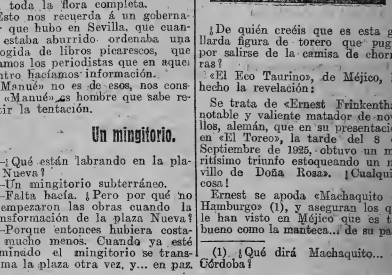 toda la flora completa.
Esto nos recuerda á un goberna-
que hubo en Sevilla, que cuan-
estaba aburrido ordenaba una
ogida de libros picarescos, que
amos los periodistas que en aquel
ntro hacíamos información.
Manué» no es de esos, nos cons-
«Manué» es hombre que sabe re-
tir la tentación.
Un mingitorio.
—¿Qué están labrando en la pla-
Nueva?
—Un mingitorio subterráneo.
—Falta hacía. ¿Pero por qué no
empezaron las obras cuando la
nsformación de la plaza Nueva?
—Porque entonces hubiera costa-
mucho menos. Cuando ya esté
minado el mingitorio se trans-
ma la plaza otra vez, y... en paz.
¿De quién creéis que es esta g
llarda figura de torero que pug
por salirse de la camisa de chorr
ras?
«El Eco Taurino», de Méjico,
hecho la revelación:
Se trata de «Ernest Frinkenth
notable y valiente matador de nov
llos, alemán, que en su presentació
en «El Toreo», la tarde del 8
Septiembre de 1925, obtuvo un m
ritísimo triunfo estoqueando un n
villo de Doña Rosa». ¡Cualqui
cosa!
Ernest se apoda «Machaquito
Hamburgo» (1), y aseguran los q
le han visto en Méjico que es ta
bueno como la manteca... de su pa
(1) ¿Qué dirá Machaquito...
Córdoba?